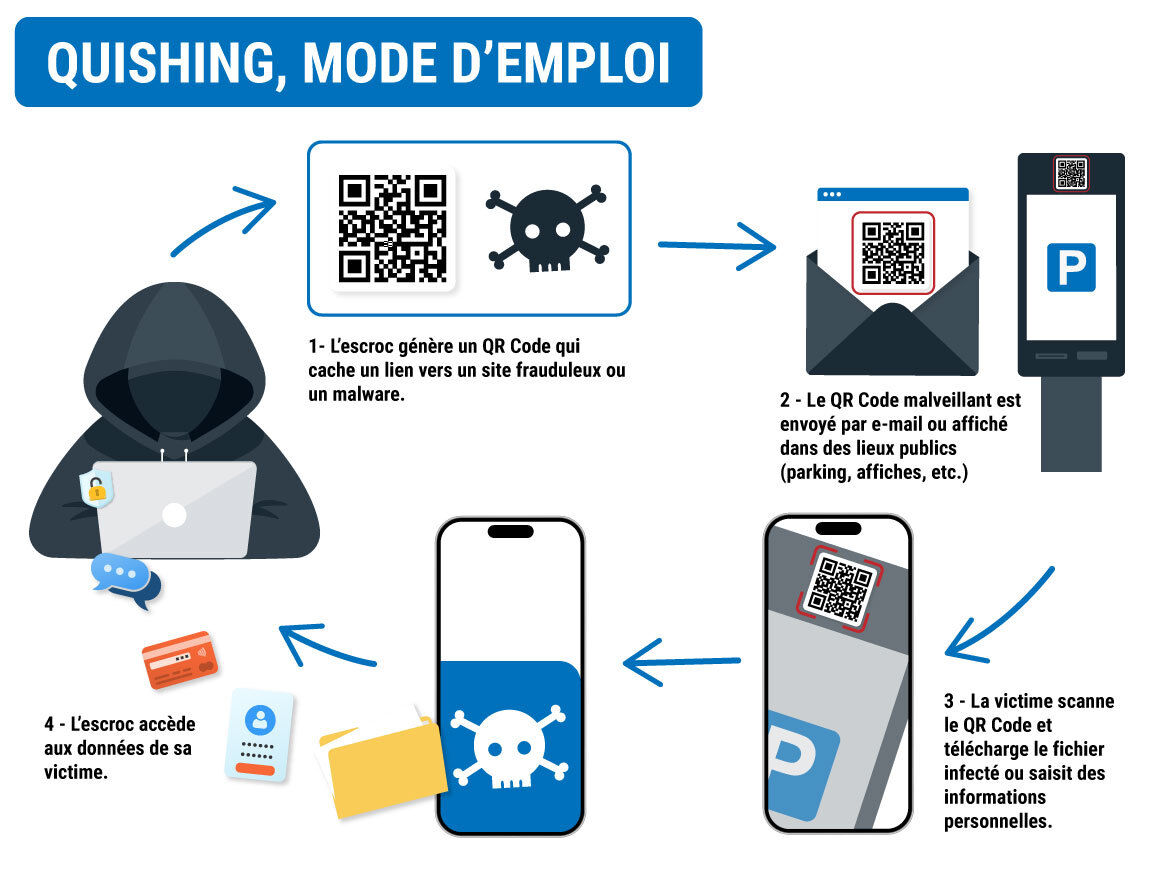 QUISHING, MODE D’EMPLOI
1- L’escroc génère un QR Code qui
cache un lien vers un site frauduleux ou
un malware.
P
2 - Le QR Code malveillant est
envoyé par e-mail ou affiché
dans des lieux publics
(parking, affiches, etc.)
P
3 - La victime scanne
le QR Code et
télécharge le fichier
infecté ou saisit des
informations
personnelles.
4 - L’escroc accède
aux données de sa
victime.